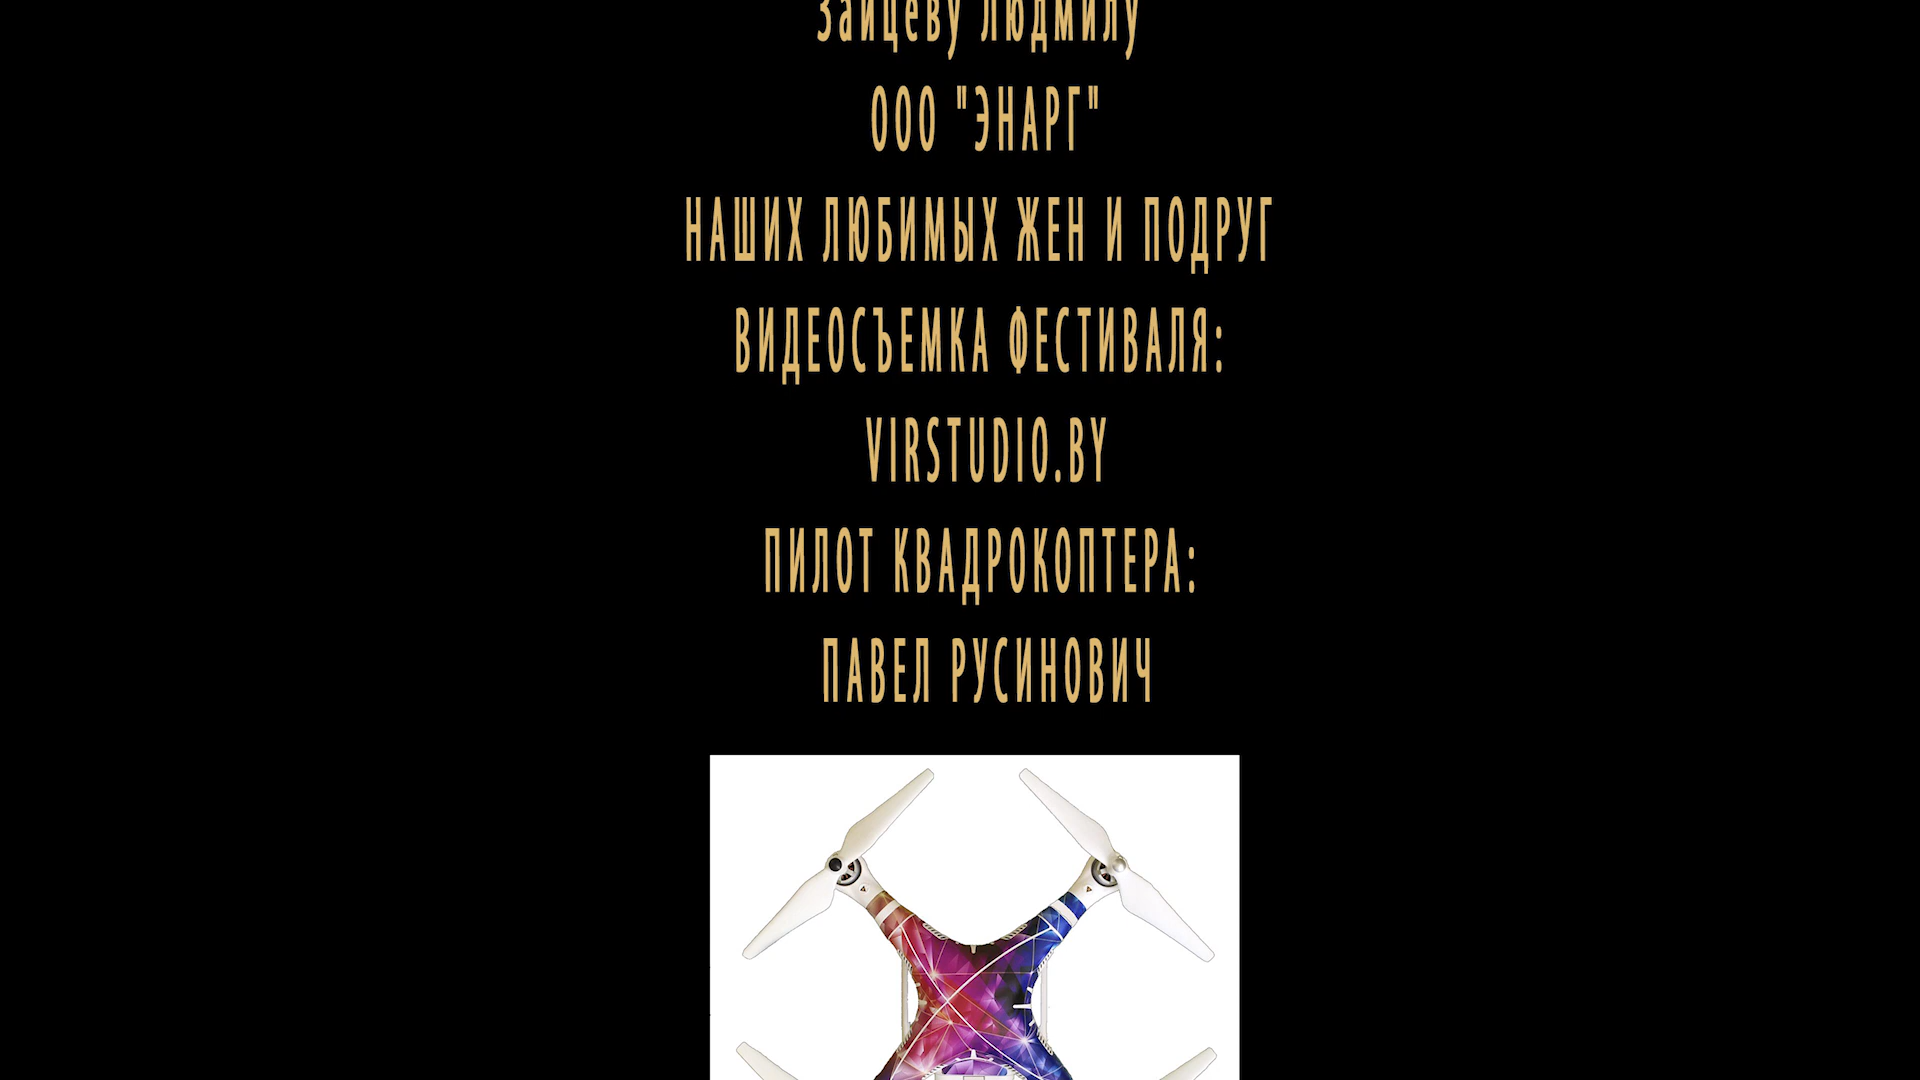 Зайцеву Людмилу
ООО "ЭНАРГ"
НАШИХ ЛЮБИМЫХ ЖЕН И ПОДРУГ
ВИДЕОСЪЕМКА ФЕСТИВАЛЯ:
VIRSTUDIO.BY
ПИЛОТ КВАДРОКОПТЕРА:
ПАВЕЛ РУСИНОВИЧ